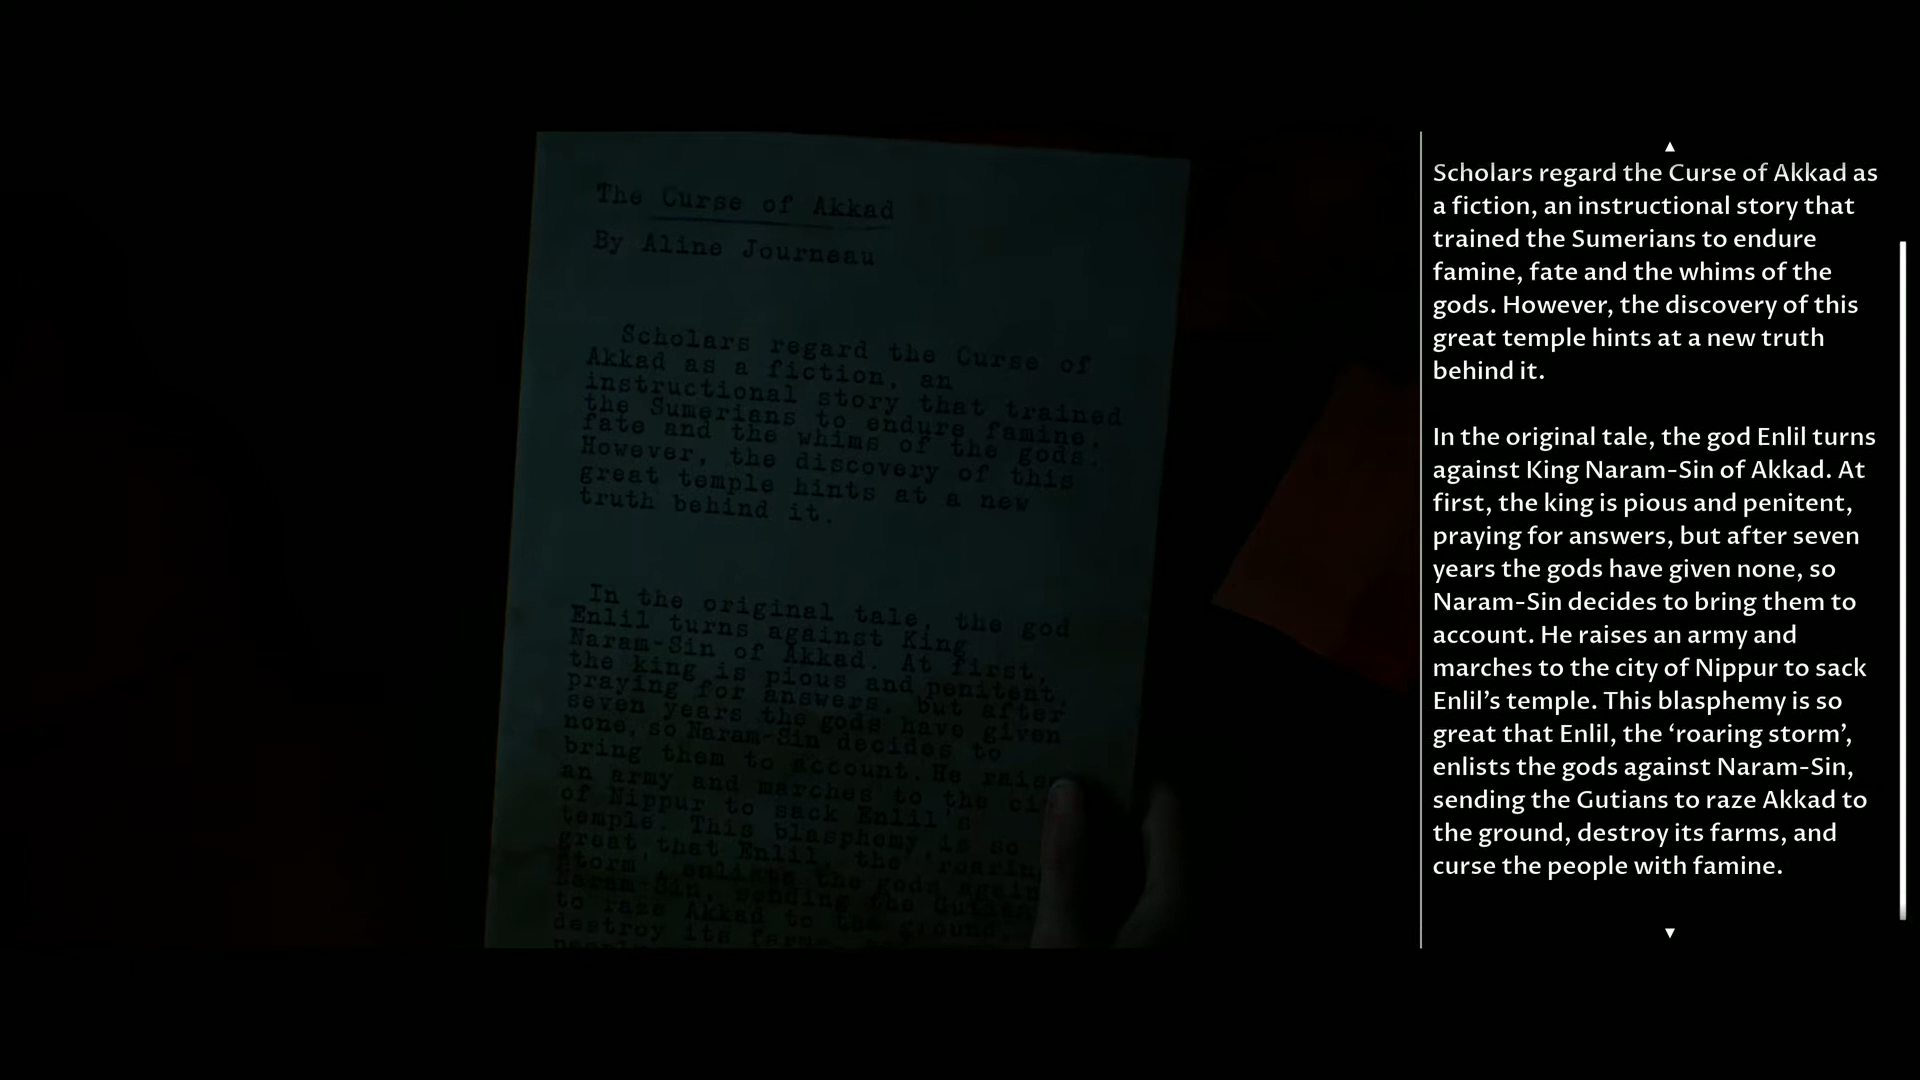 The Curse of Akkad
By Aline Journeau
Scholars regard the Curse of
Akkad as a fiction, an
instructional story that trained
the Sumerians to endure famine,
fate and the whims of the gods.
However, the discovery of this
great temple hints at a new
truth behind it.
In the original tale, the god
Enlil turns against King
Naram-Sin of Akkad. At first,
the king is pious and penitent,
praying for answers, but after
seven years the gods have given
none, so Naram-Sin decides to
bring them to account. He raise
an army and marches to the ci
of Nippur to sack Enlil's
temple. This blasphemy is so
great that Enlil, the 'roarin
storm', enlists the gods again
Naram-Sin, sending the Gutian
to raze Akkad to the ground,
destroy its farms,
▲
Scholars regard the Curse of Akkad as
a fiction, an instructional story that
trained the Sumerians to endure
famine, fate and the whims of the
gods. However, the discovery of this
great temple hints at a new truth
behind it.
In the original tale, the god Enlil turns
against King Naram-Sin of Akkad. At
first, the king is pious and penitent,
praying for answers, but after seven
years the gods have given none, so
Naram-Sin decides to bring them to
account. He raises an army and
marches to the city of Nippur to sack
Enlil’s temple. This blasphemy is so
great that Enlil, the ‘roaring storm’,
enlists the gods against Naram-Sin,
sending the Gutians to raze Akkad to
the ground, destroy its farms, and
curse the people with famine.
▼